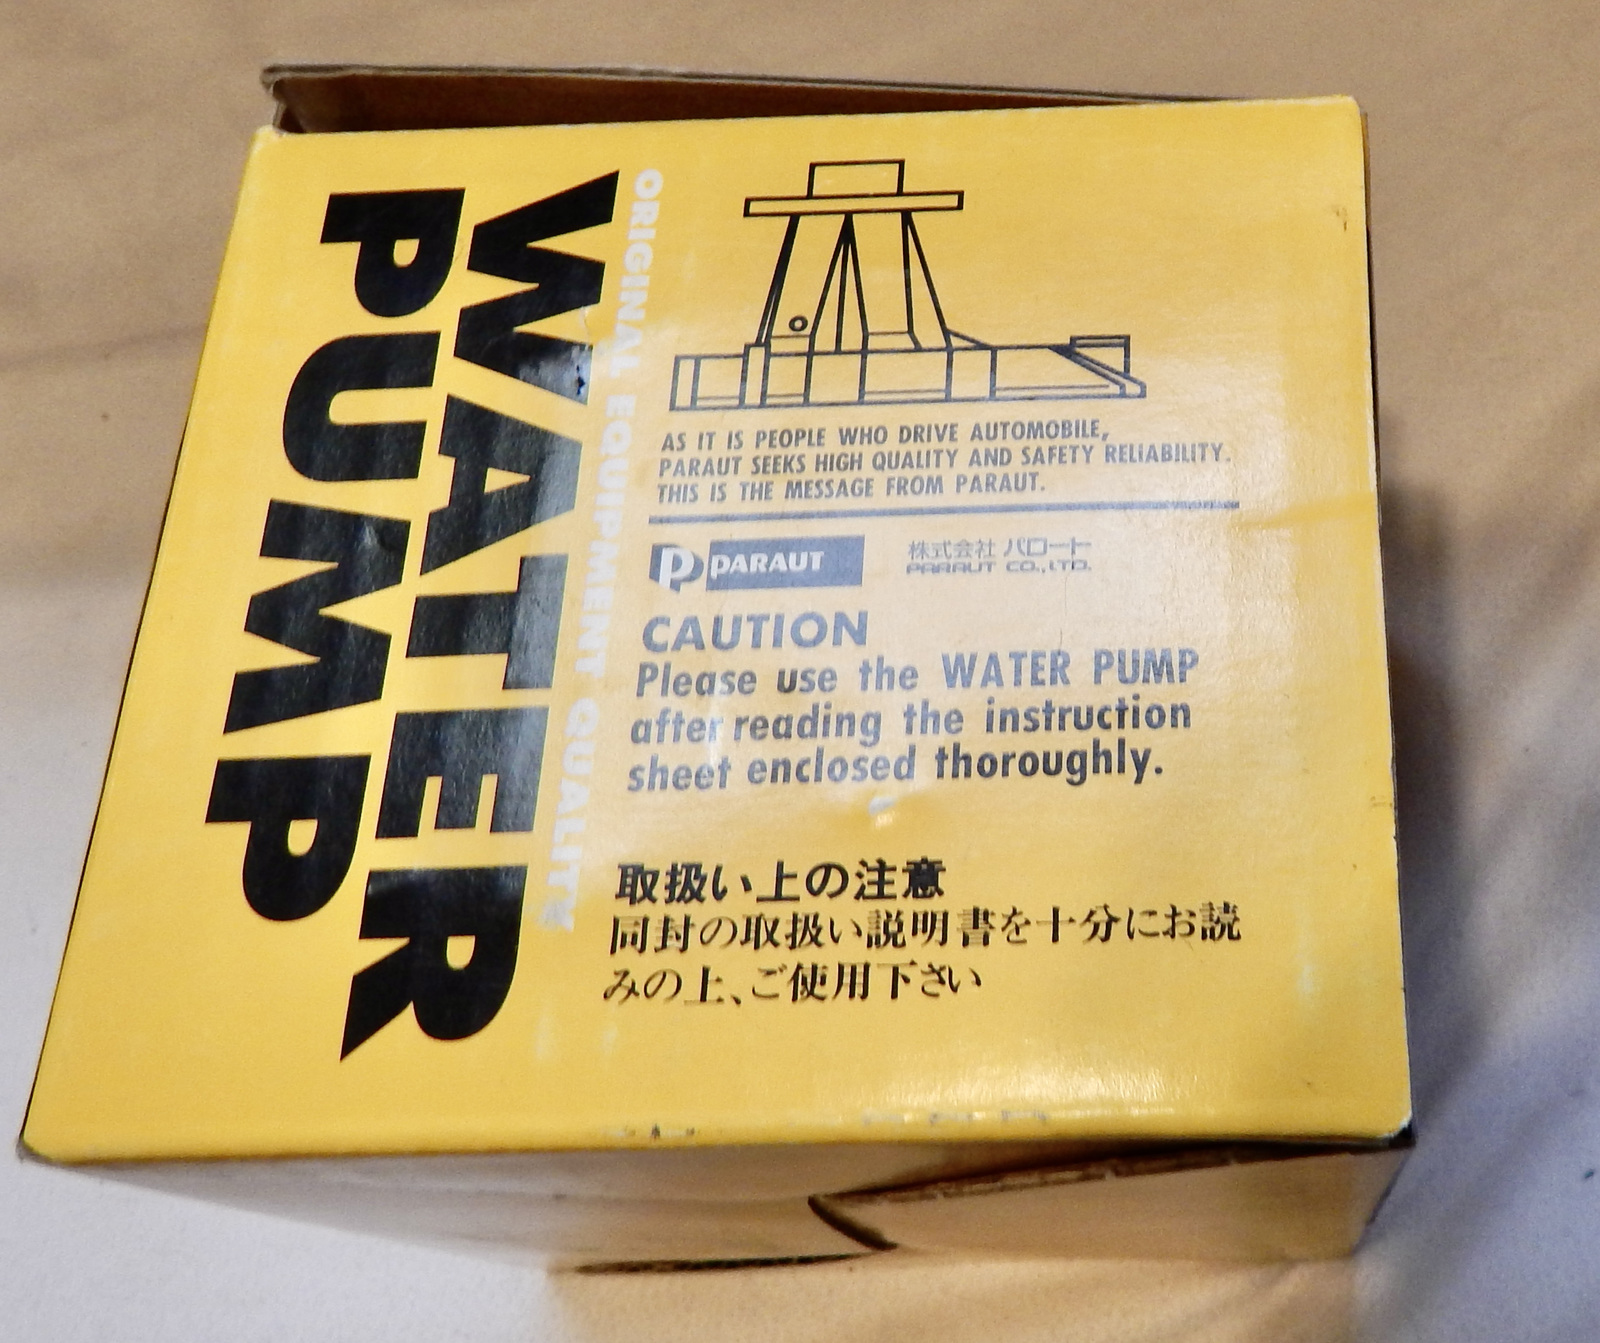 WATER
PUMP
ORIGINAL EQUIPMENT QUALITY
AS IT IS PEOPLE WHO DRIVE AUTOMOBILE,
PARAUT SEEKS HIGH QUALITY AND SAFETY RELIABILITY.
THIS IS THE MESSAGE FROM PARAUT.
P PARAUT
株式会社 パロート
PARAUT CO.,LTD.
CAUTION
Please use the WATER PUMP
after reading the instruction
sheet enclosed thoroughly.
取扱い上の注意
同封の取扱い説明書を十分にお読
みの上、ご使用下さい